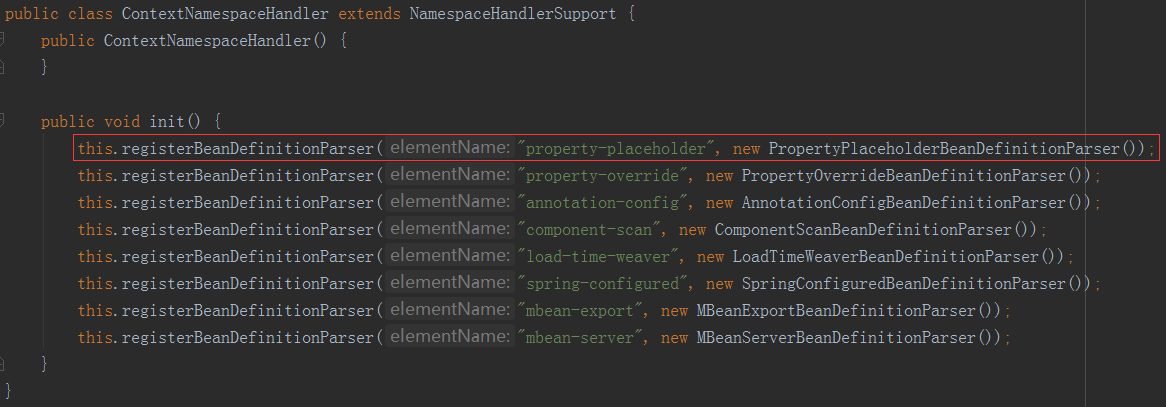 public class ContextNamespaceHandler extends NamespaceHandlerSupport {
    public ContextNamespaceHandler() {
    }

    public void init() {
        this.registerBeanDefinitionParser( elementName: "property-placeholder", new PropertyPlaceholderBeanDefinitionParser());
        this.registerBeanDefinitionParser( elementName: "property-override", new PropertyOverrideBeanDefinitionParser());
        this.registerBeanDefinitionParser( elementName: "annotation-config", new AnnotationConfigBeanDefinitionParser());
        this.registerBeanDefinitionParser( elementName: "component-scan", new ComponentScanBeanDefinitionParser());
        this.registerBeanDefinitionParser( elementName: "load-time-weaver", new LoadTimeWeaverBeanDefinitionParser());
        this.registerBeanDefinitionParser( elementName: "spring-configured", new SpringConfiguredBeanDefinitionParser());
        this.registerBeanDefinitionParser( elementName: "mbean-export", new MBeanExportBeanDefinitionParser());
        this.registerBeanDefinitionParser( elementName: "mbean-server", new MBeanServerBeanDefinitionParser());
    }
}